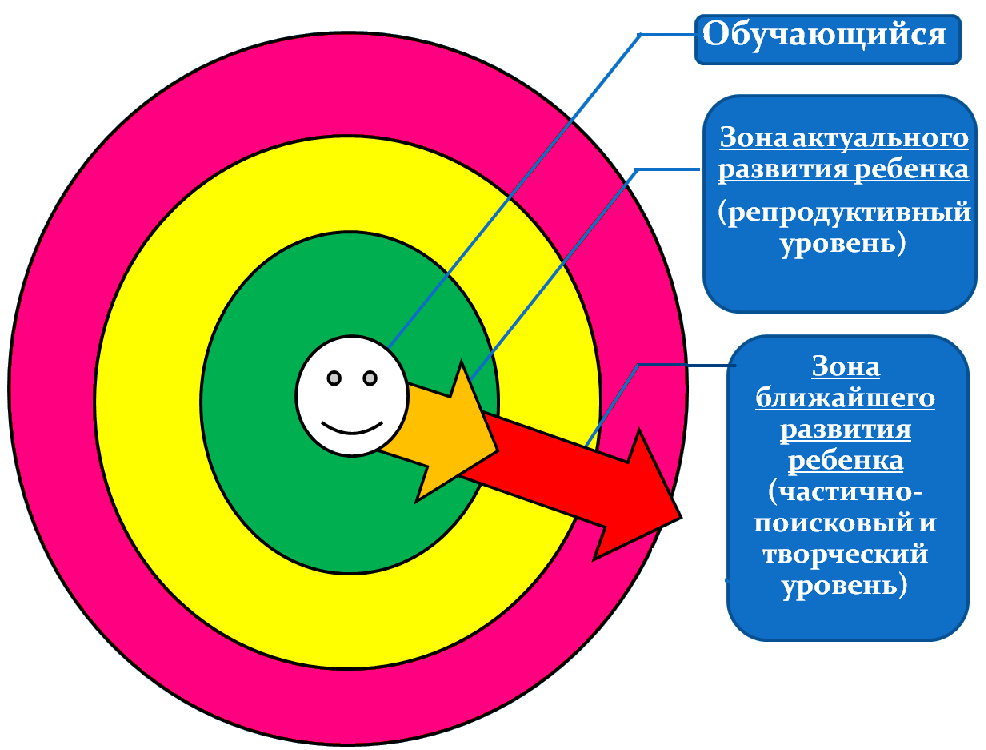 Обучающийся
Зона актуального
развития ребенка
(репродуктивный
уровень)
Зона
ближайшего
развития
ребенка
(частично-
поисковый и
творческий
уровень)